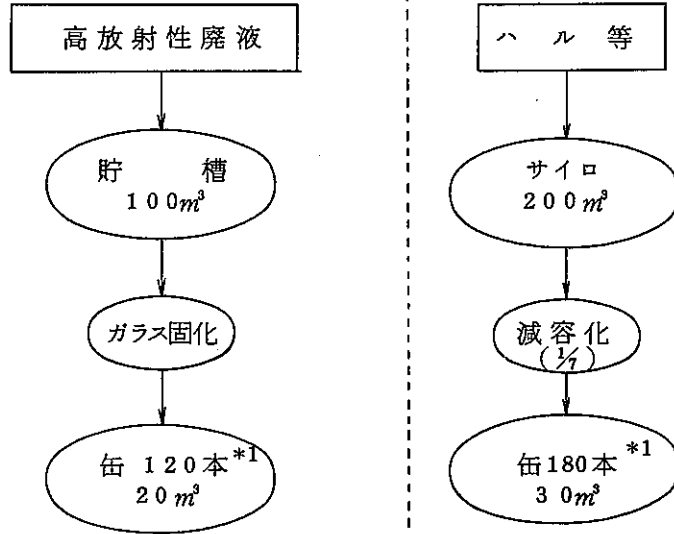 高放射性廃液
貯 槽
100m³
ガラス固化
缶 120本*1
20m³
ハ ル 等
サイロ
200m³
減容化
(1/7)
缶180本*1
30m³